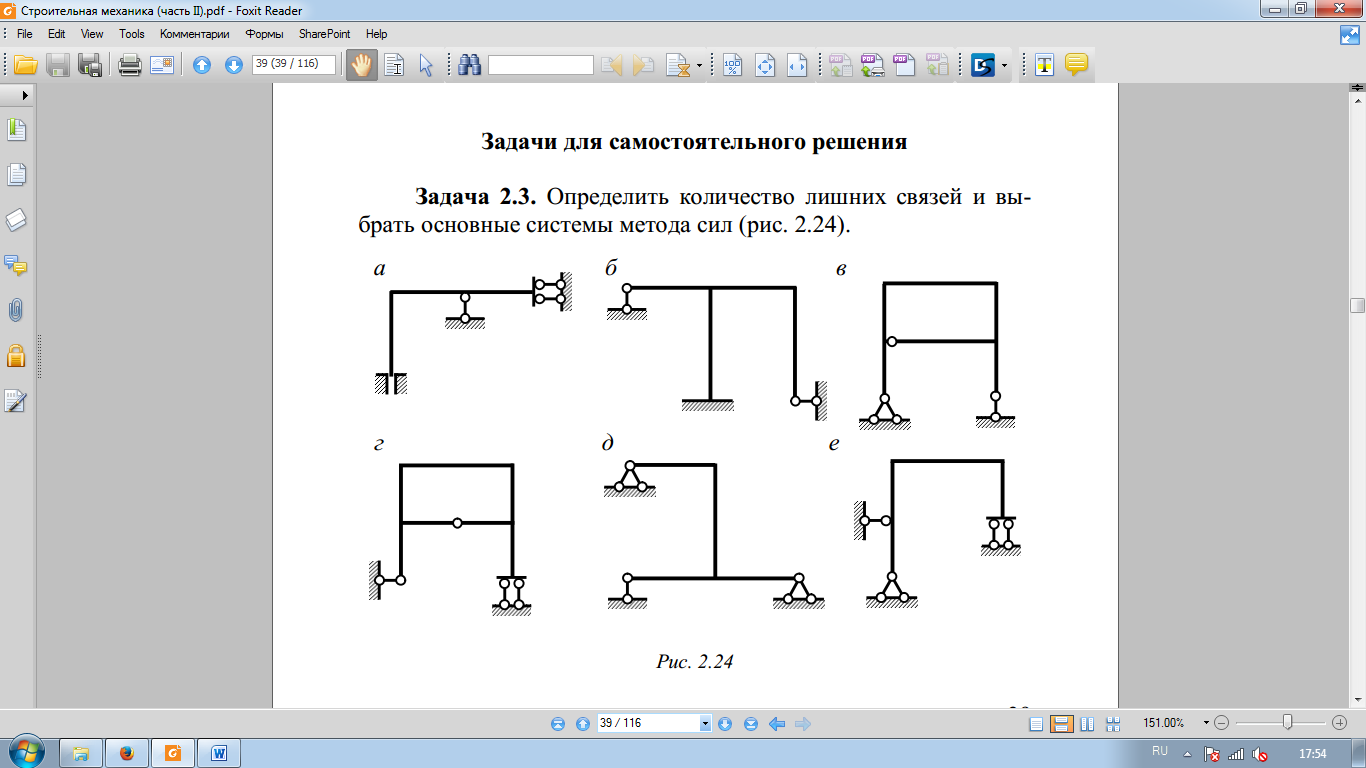 Строительная механика (часть II).pdf - Foxit Reader
File Edit View Tools Комментарии Формы SharePoint Help
39 (39 / 116)
Задачи для самостоятельного решения
Задача 2.3. Определить количество лишних связей и вы-
брать основные системы метода сил (рис. 2.24).
а б в
г д е
Рис. 2.24
39 / 116 151.00%
RU 17:54